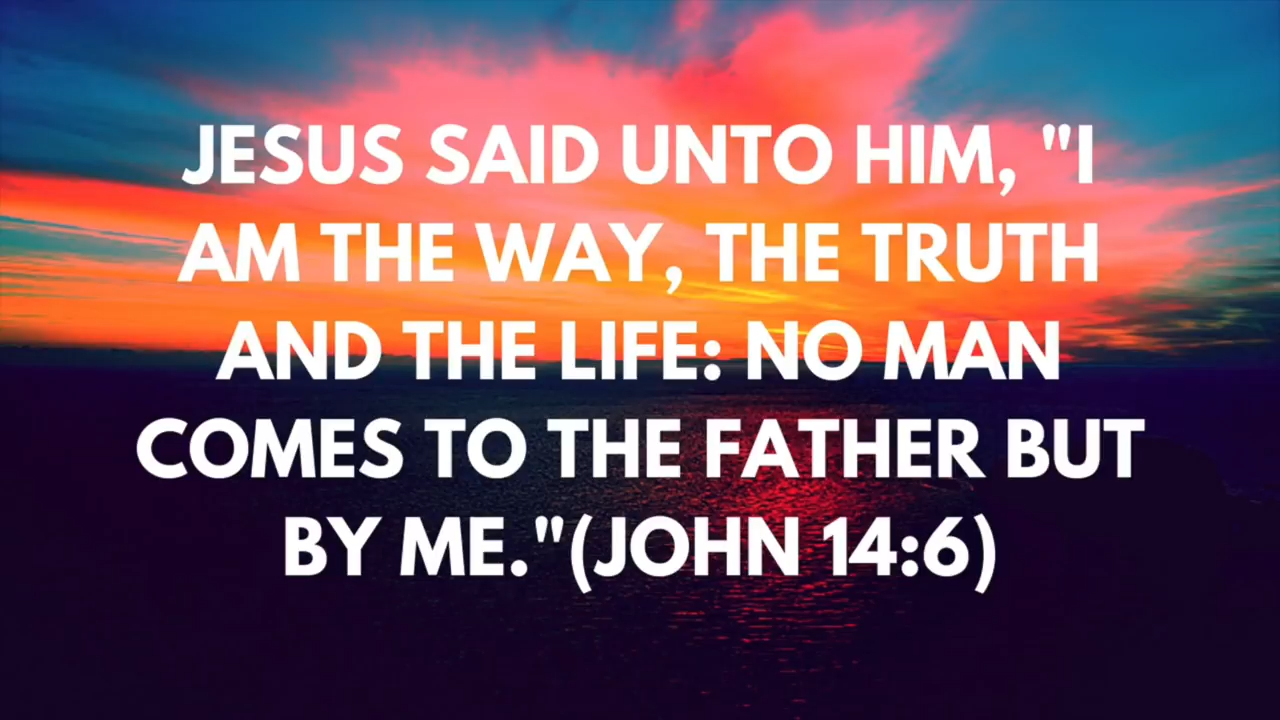 JESUS SAID UNTO HIM, "I
AM THE WAY, THE TRUTH
AND THE LIFE: NO MAN
COMES TO THE FATHER BUT
BY ME."(JOHN 14:6)